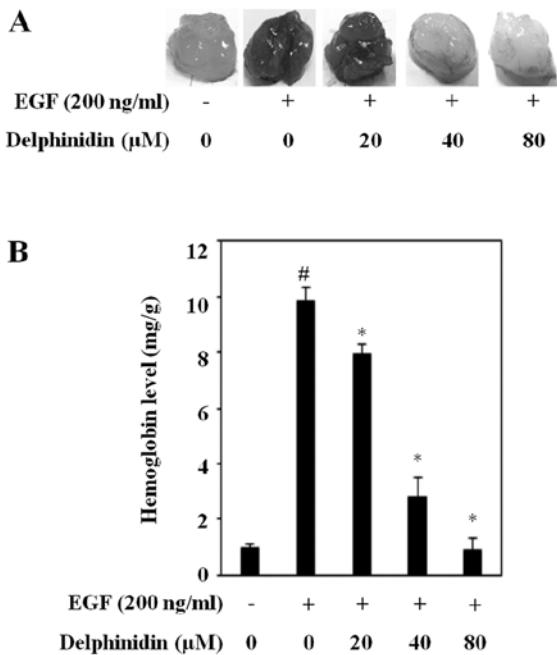 A
EGF (200 ng/ml) - + + + +
Delphinidin (μM) 0 0 20 40 80
B
Hemoglobin level (mg/g)
12
10
8
6
4
2
0
#
*
*
*
EGF (200 ng/ml) - + + + +
Delphinidin (μM) 0 0 20 40 80